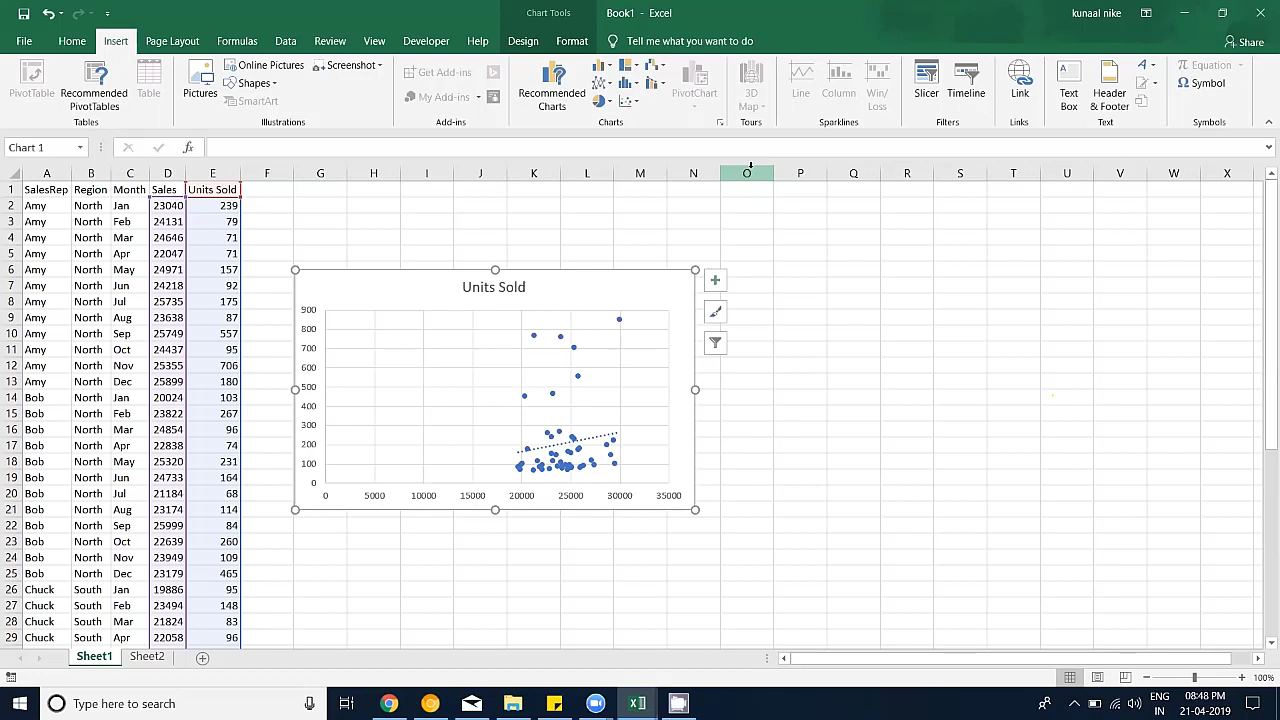 Chart Tools
Book1 - Excel
kunaal nike
File Home Insert Page Layout Formulas Data Review View Developer Help Design Format Tell me what you want to do Share
PivotTable
Recommended PivotTables
Table
Tables
Pictures
Online Pictures
Shapes
SmartArt
Screenshot
Illustrations
Get Add-ins
My Add-ins
Add-ins
Recommended Charts
PivotChart
Charts
3D Map
Tours
Line
Column
Win/ Loss
Sparklines
Slicer
Timeline
Filters
Link
Links
Text Box
Header & Footer
Text
Equation
Symbol
Symbols
Chart 1
fx
A B C D E F G H I J K L M N O P Q R S T U V W X
1 SalesRep Region Month Sales Units Sold
2 Amy North Jan 23040 239
3 Amy North Feb 24131 79
4 Amy North Mar 24646 71
5 Amy North Apr 22047 71
6 Amy North May 24971 157
7 Amy North Jun 24218 92
8 Amy North Jul 25735 175
9 Amy North Aug 23638 87
10 Amy North Sep 25749 557
11 Amy North Oct 24437 95
12 Amy North Nov 25355 706
13 Amy North Dec 25899 180
14 Bob North Jan 20024 103
15 Bob North Feb 23822 267
16 Bob North Mar 24854 96
17 Bob North Apr 22838 74
18 Bob North May 25320 231
19 Bob North Jun 24733 164
20 Bob North Jul 21184 68
21 Bob North Aug 23174 114
22 Bob North Sep 25999 84
23 Bob North Oct 22639 260
24 Bob North Nov 23949 109
25 Bob North Dec 23179 465
26 Chuck South Jan 19886 95
27 Chuck South Feb 23494 148
28 Chuck South Mar 21824 83
29 Chuck South Apr 22058 96
Units Sold
900
800
700
600
500
400
300
200
100
0
0 5000 10000 15000 20000 25000 30000 35000
Sheet1 Sheet2
100%
Type here to search
ENG
IN
08:48 PM
21-04-2019